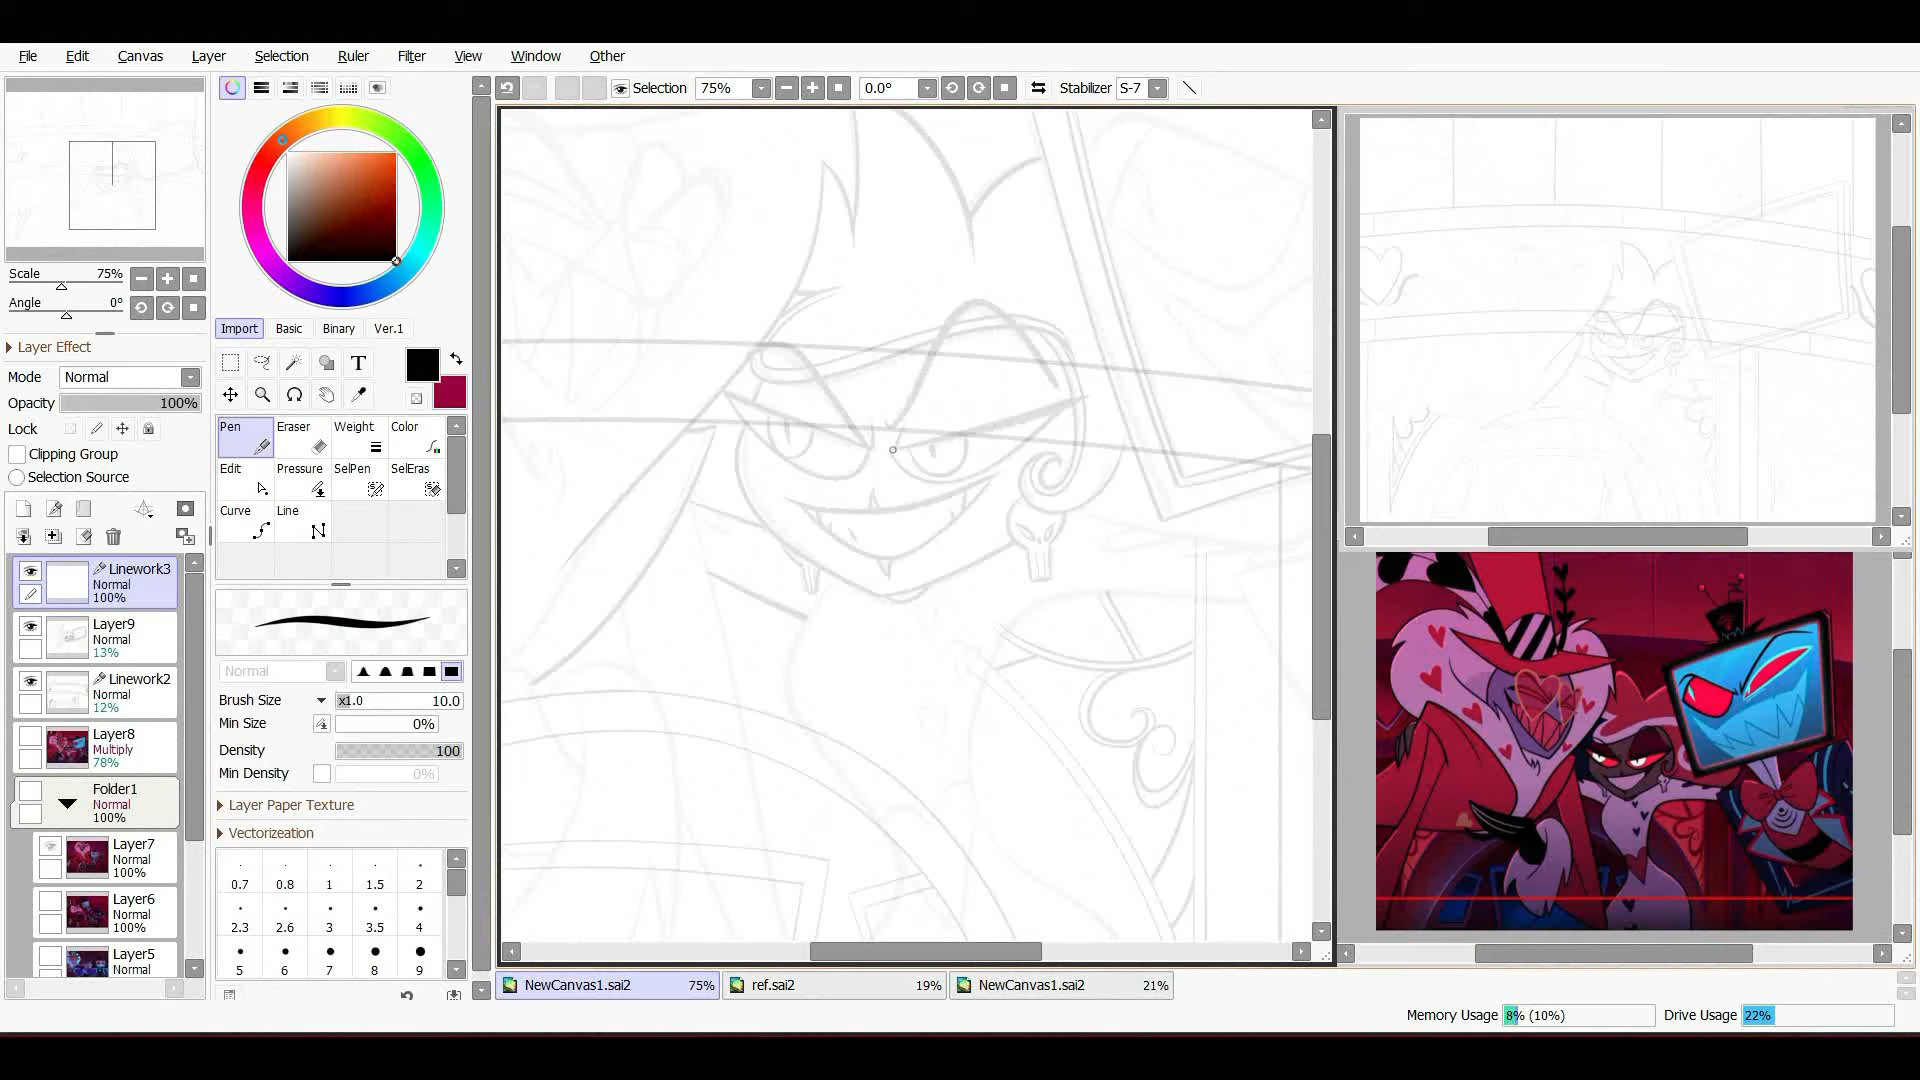 File Edit Canvas Layer Selection Ruler Filter View Window Other
Selection 75% 0.0° Stabilizer S-7
Scale 75%
Angle 0°
Layer Effect
Mode Normal
Opacity 100%
Lock
Clipping Group
Selection Source
Linework3
Normal
100%
Layer9
Normal
13%
Linework2
Normal
12%
Layer8
Multiply
78%
Folder1
Normal
100%
Layer7
Normal
100%
Layer6
Normal
100%
Layer5
Normal
Import Basic Binary Ver.1
T
Pen Eraser Weight Color
Edit Pressure SelPen SelEras
Curve Line
Normal
Brush Size x1.0 10.0
Min Size 0%
Density 100
Min Density 0%
Layer Paper Texture
Vectorization
0.7 0.8 1 1.5 2
2.3 2.6 3 3.5 4
5 6 7 8 9
NewCanvas1.sai2 75% ref.sai2 19% NewCanvas1.sai2 21%
Memory Usage 8% (10%) Drive Usage 22%